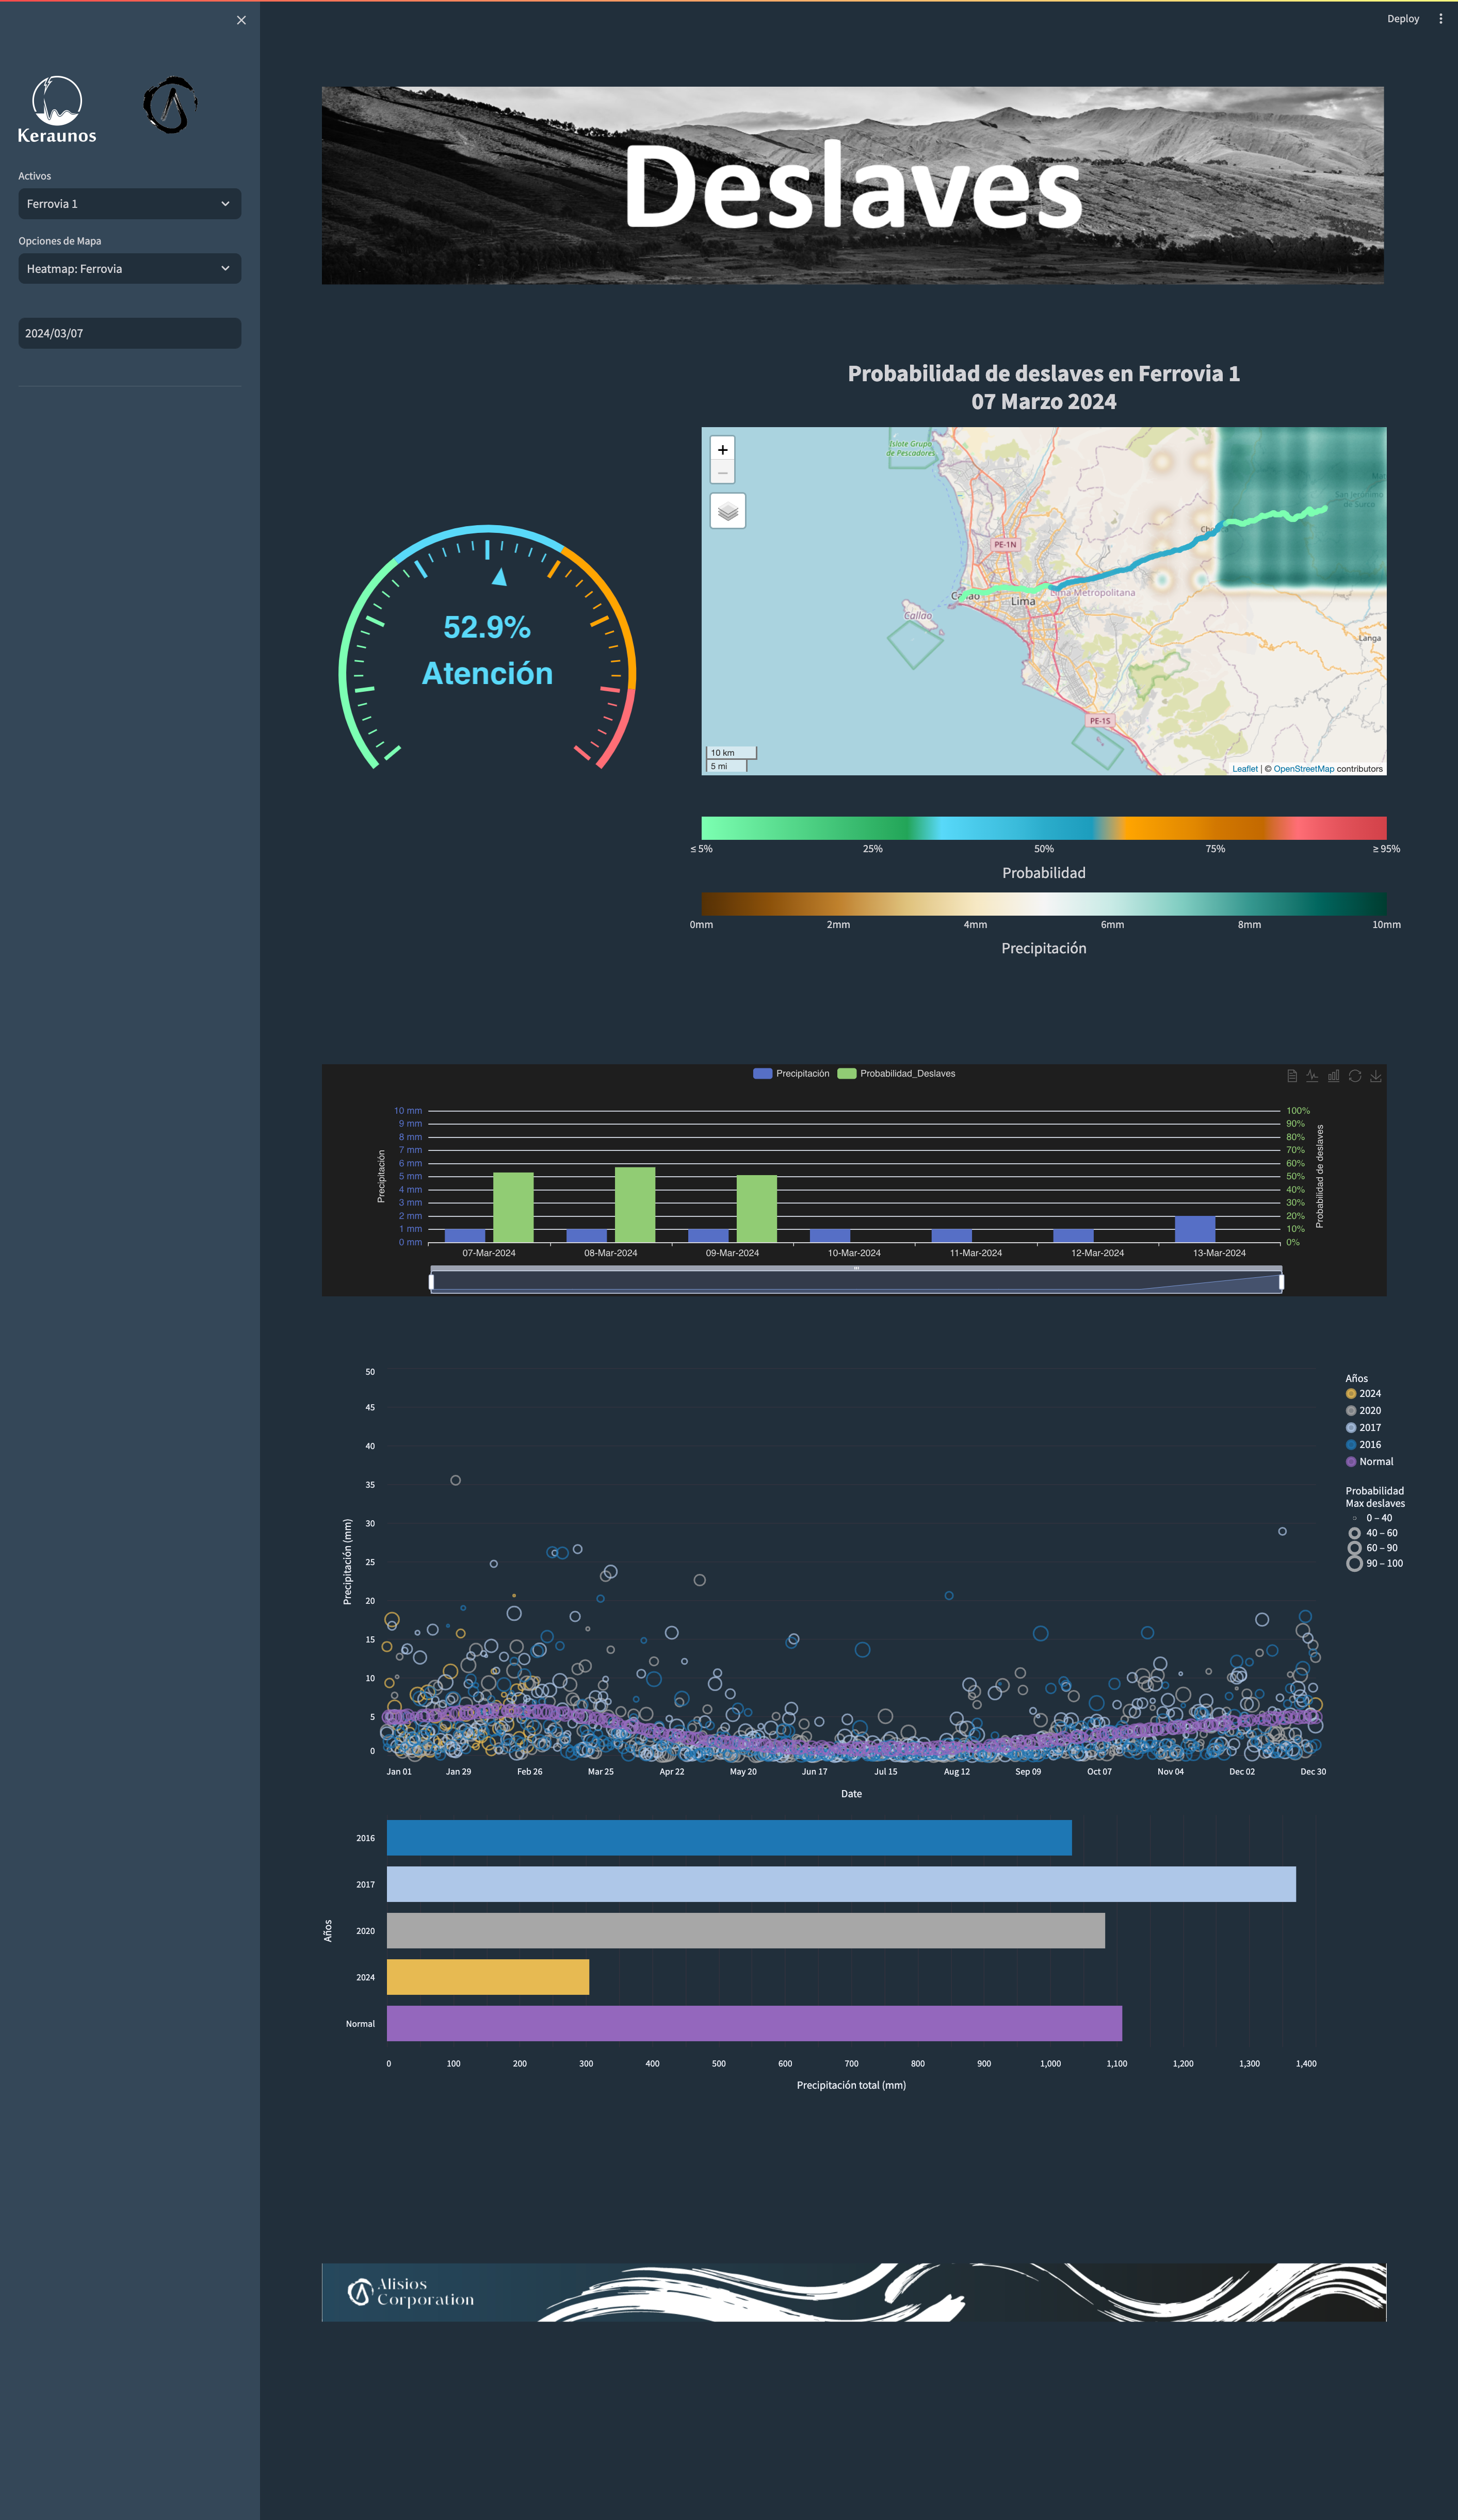 Deploy
Keraunos
Activos
Ferrovia 1
Opciones de Mapa
Heatmap: Ferrovia
2024/03/07
Deslaves
Probabilidad de deslaves en Ferrovia 1
07 Marzo 2024
52.9%
Atención
+
−
Islote Grupo
de Pescadores
San Jerónimo
de Surco
PE-1N
Lima
Lima Metropolitana
Callao
Langa
PE-1S
10 km
5 mi
Leaflet | © OpenStreetMap contributors
≤ 5% 25% 50% 75% ≥ 95%
Probabilidad
0mm 2mm 4mm 6mm 8mm 10mm
Precipitación
Precipitación Probabilidad_Deslaves
10 mm 100%
9 mm 90%
8 mm 80%
7 mm 70%
6 mm 60%
5 mm 50%
4 mm 40%
3 mm 30%
2 mm 20%
1 mm 10%
0 mm 0%
Precipitación
Probabilidad de deslaves
07-Mar-2024 08-Mar-2024 09-Mar-2024 10-Mar-2024 11-Mar-2024 12-Mar-2024 13-Mar-2024
50
45
40
35
30
25
20
15
10
5
0
Precipitación (mm)
Jan 01 Jan 29 Feb 26 Mar 25 Apr 22 May 20 Jun 17 Jul 15 Aug 12 Sep 09 Oct 07 Nov 04 Dec 02 Dec 30
Date
Años
2024
2020
2017
2016
Normal
Probabilidad
Max deslaves
0 – 40
40 – 60
60 – 90
90 – 100
2016
2017
2020
2024
Normal
Años
0 100 200 300 400 500 600 700 800 900 1,000 1,100 1,200 1,300 1,400
Precipitación total (mm)
Alisios
Corporation